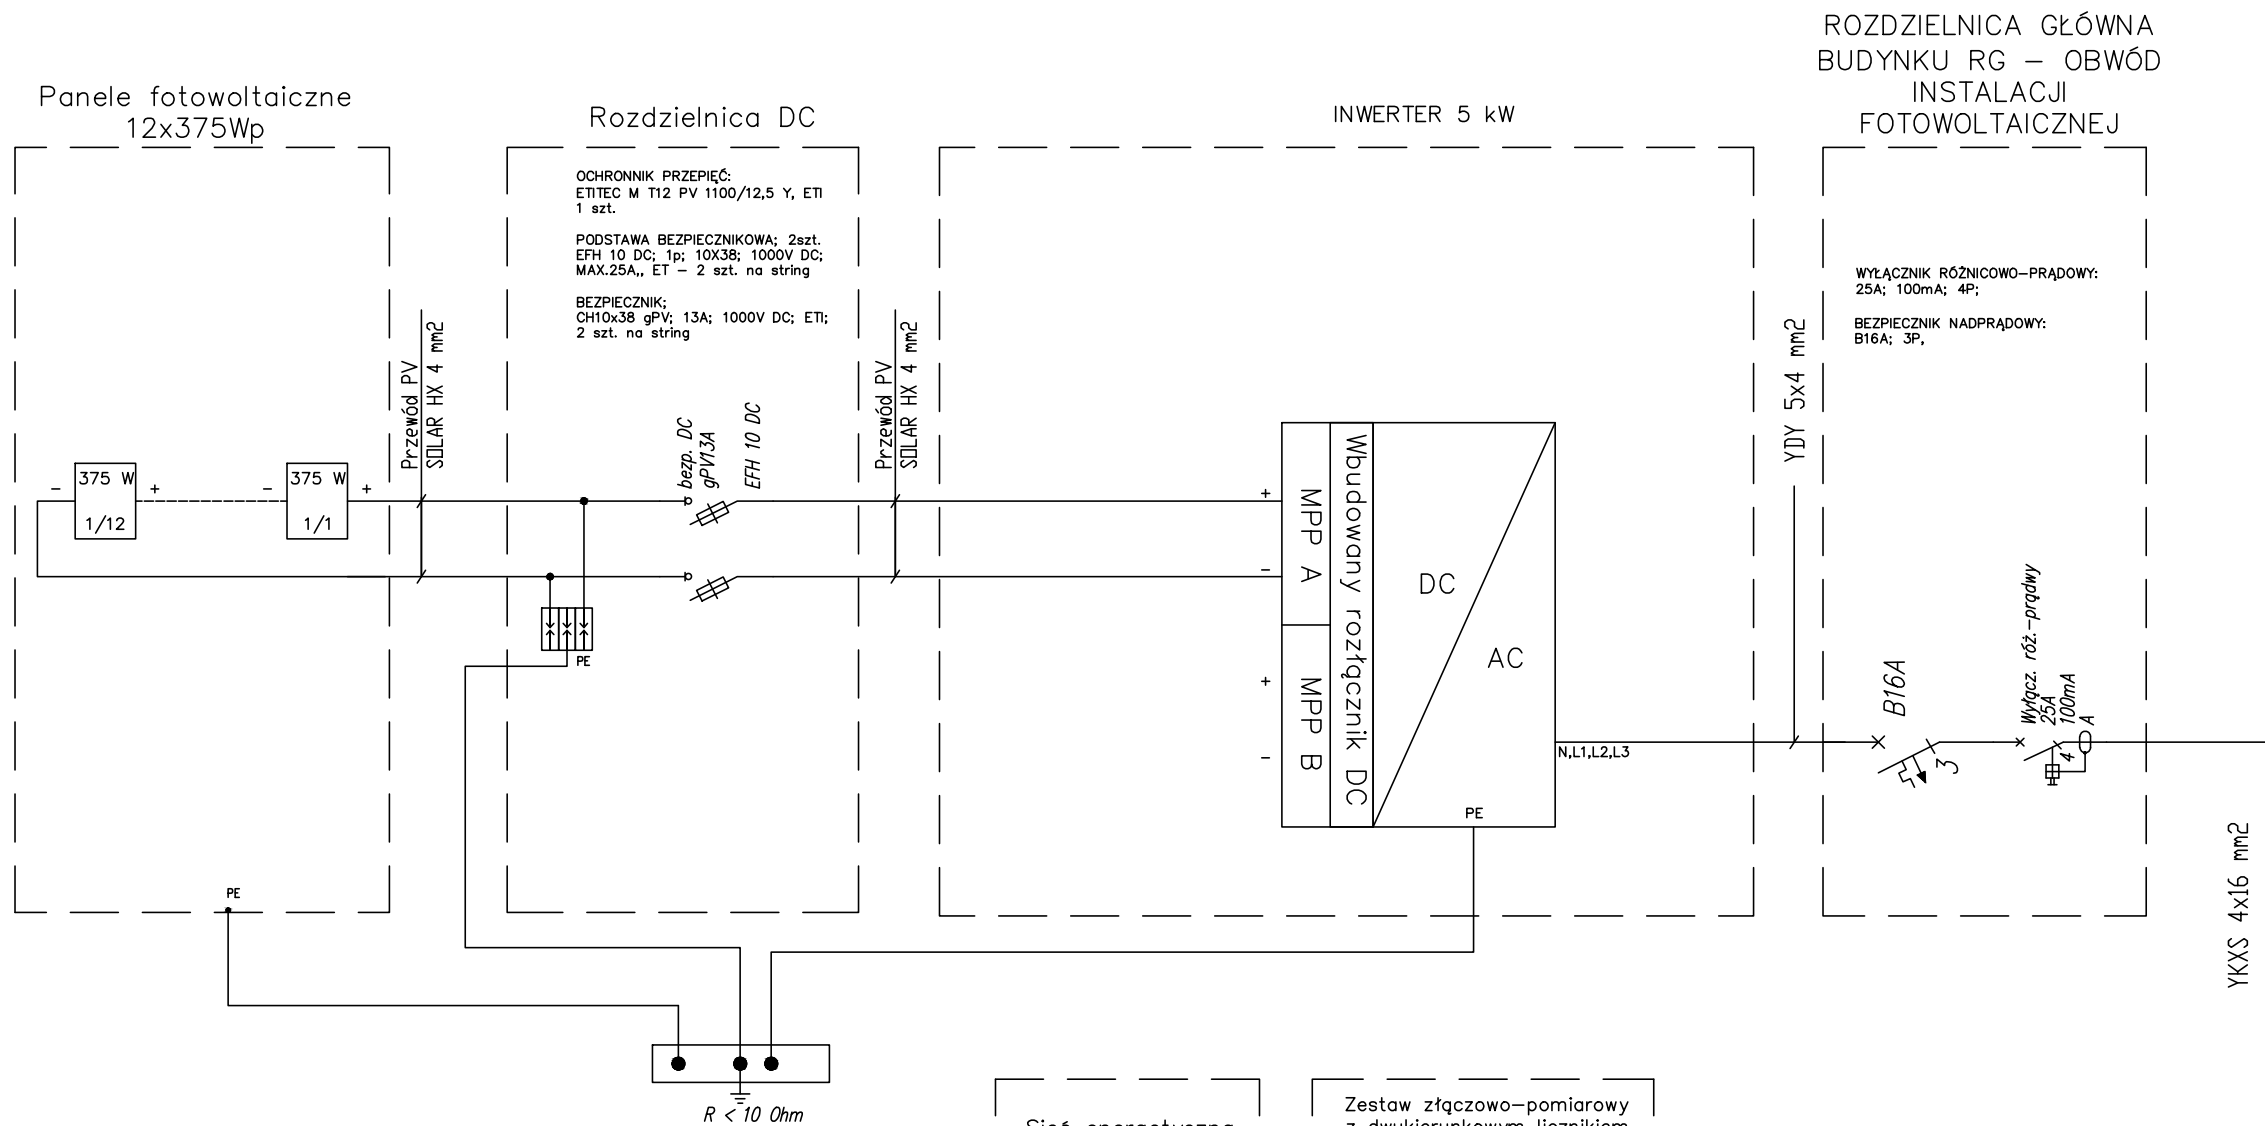 Panele fotowoltaiczne
12x375Wp
Rozdzielnica DC
INWERTER 5 kW
ROZDZIELNICA GŁÓWNA
BUDYNKU RG – OBWÓD
INSTALACJI
FOTOWOLTAICZNEJ
OCHRONNIK PRZEPIĘĆ:
ETITEC M T12 PV 1100/12,5 Y, ETI
1 szt.
PODSTAWA BEZPIECZNIKOWA; 2szt.
EFH 10 DC; 1p; 10X38; 1000V DC;
MAX.25A,, ET – 2 szt. na string
BEZPIECZNIK;
CH10x38 gPV; 13A; 1000V DC; ETI;
2 szt. na string
WYŁĄCZNIK RÓŻNICOWO–PRĄDOWY:
25A; 100mA; 4P;
BEZPIECZNIK NADPRĄDOWY:
B16A; 3P,
Przewód PV
SOLAR HX 4 mm2
bezp. DC
gPV13A
EFH 10 DC
Przewód PV
SOLAR HX 4 mm2
YDY 5x4 mm2
–
375 W
1/12
+
–
375 W
1/1
+
+
–
MPP A
+
–
MPP B
Wbudowany rozłącznik DC
DC
AC
PE
N,L1,L2,L3
B16A
3
Wyłącz. róż.–prądwy
25A
100mA
A
4
PE
PE
YKXS 4x16 mm2
R < 10 Ohm
Sieć energetyczna
Zestaw złączowo–pomiarowy
z dwukierunkowym licznikiem